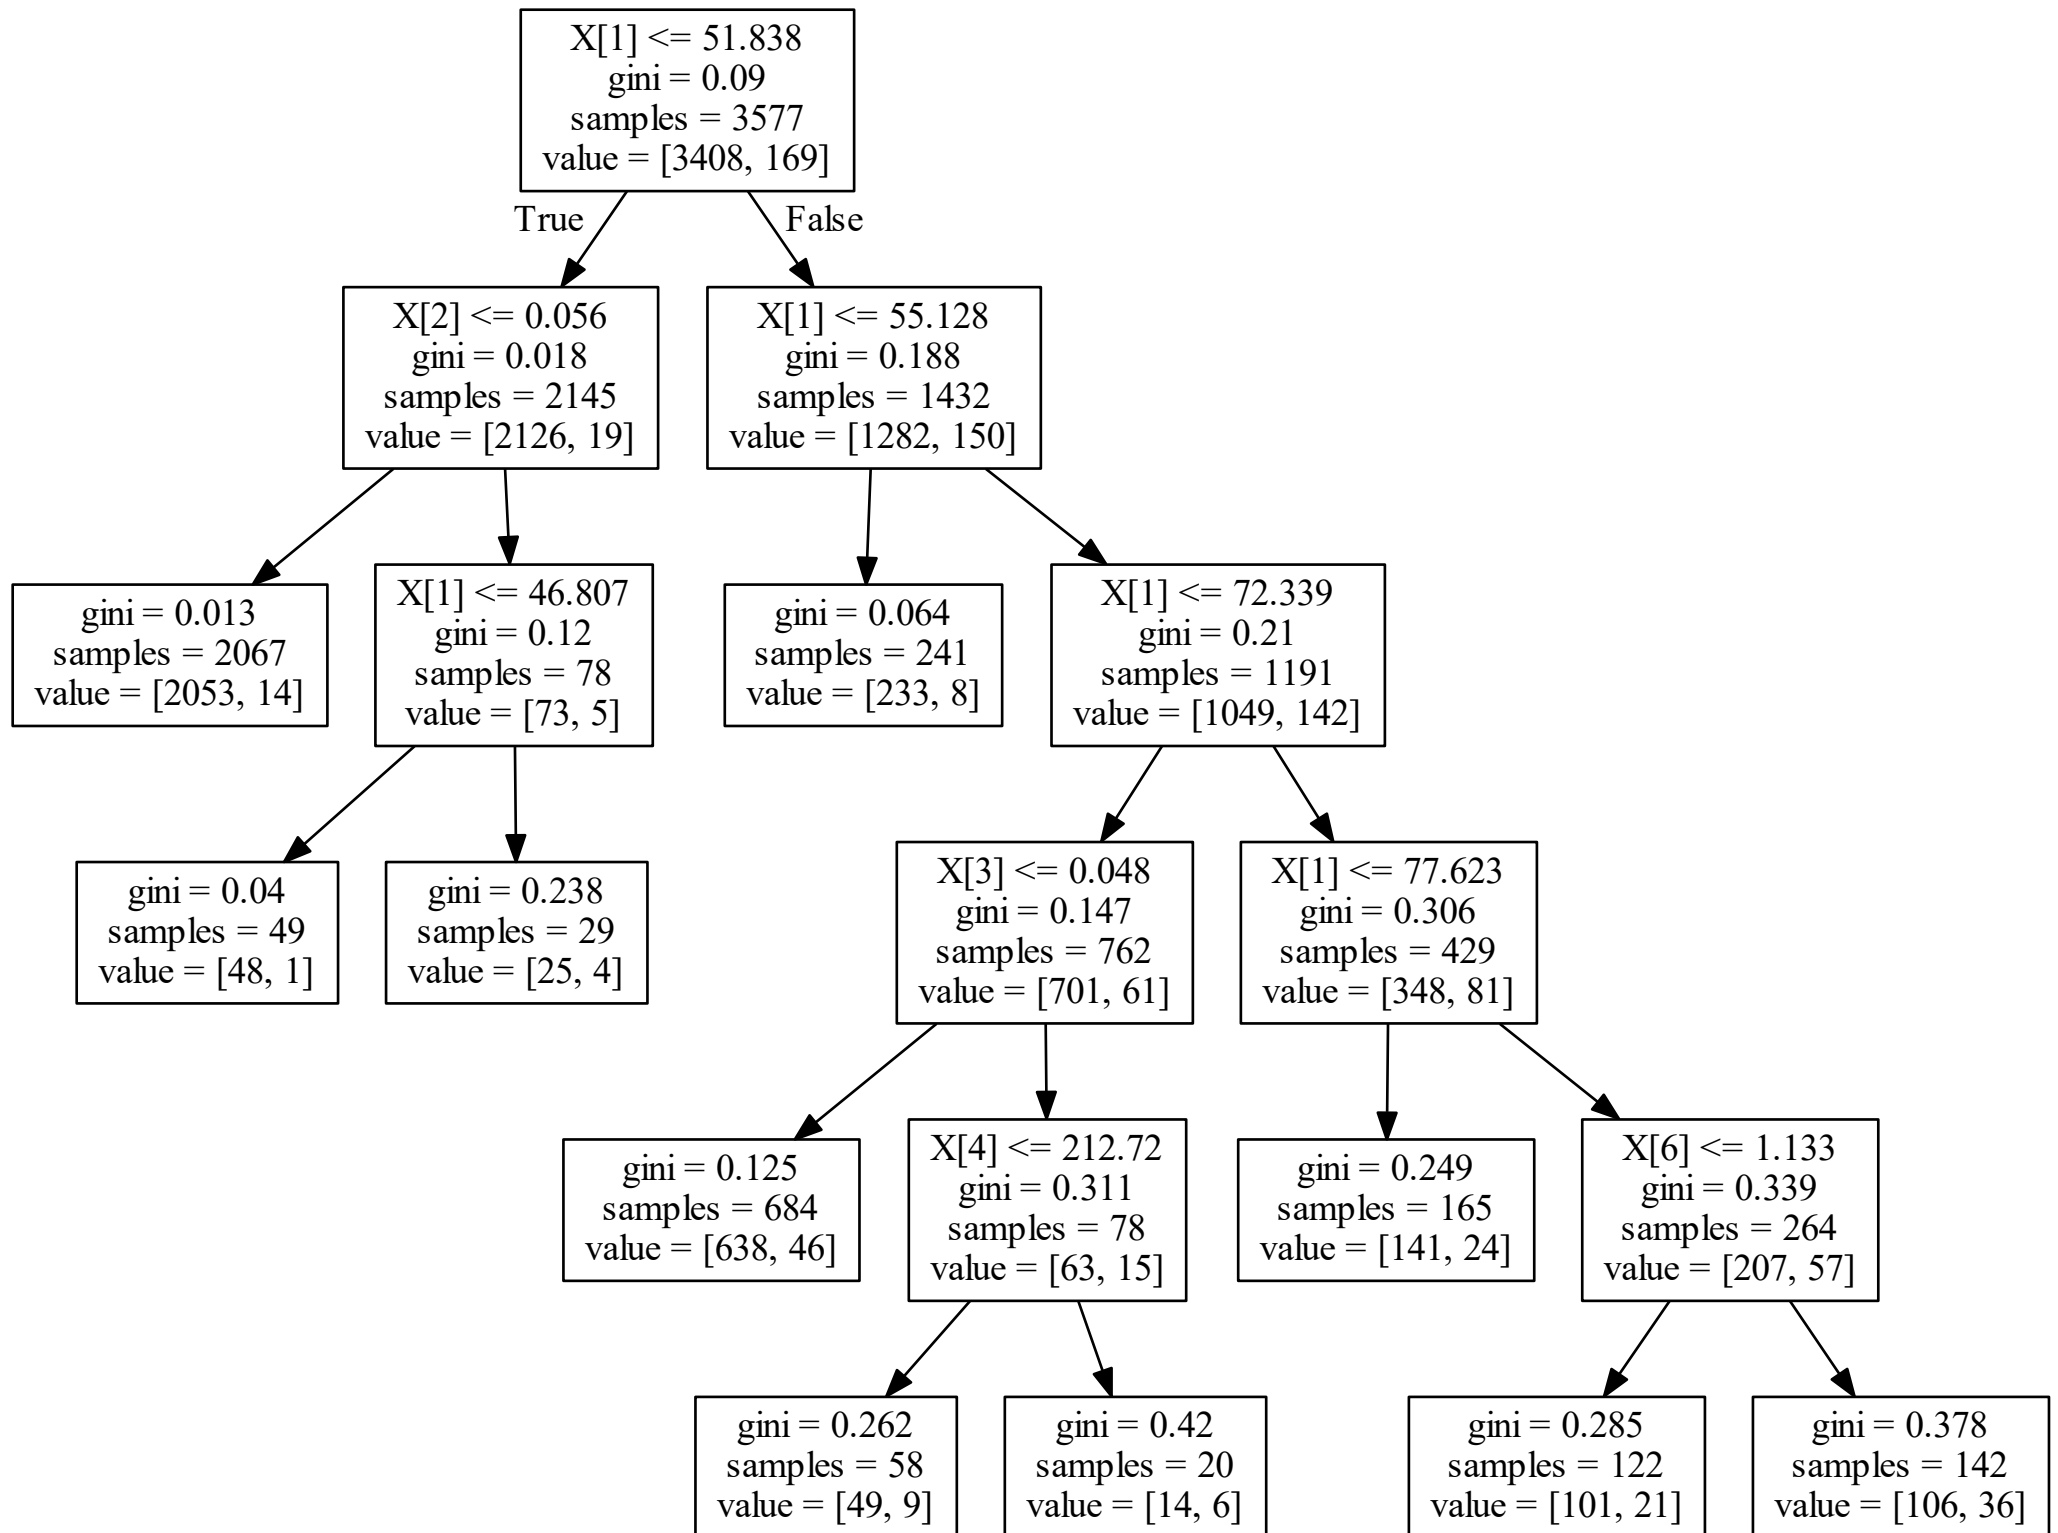 X[1] <= 51.838
gini = 0.09
samples = 3577
value = [3408, 169]
True
False
X[2] <= 0.056
gini = 0.018
samples = 2145
value = [2126, 19]
X[1] <= 55.128
gini = 0.188
samples = 1432
value = [1282, 150]
gini = 0.013
samples = 2067
value = [2053, 14]
X[1] <= 46.807
gini = 0.12
samples = 78
value = [73, 5]
gini = 0.064
samples = 241
value = [233, 8]
X[1] <= 72.339
gini = 0.21
samples = 1191
value = [1049, 142]
gini = 0.04
samples = 49
value = [48, 1]
gini = 0.238
samples = 29
value = [25, 4]
X[3] <= 0.048
gini = 0.147
samples = 762
value = [701, 61]
X[1] <= 77.623
gini = 0.306
samples = 429
value = [348, 81]
gini = 0.125
samples = 684
value = [638, 46]
X[4] <= 212.72
gini = 0.311
samples = 78
value = [63, 15]
gini = 0.249
samples = 165
value = [141, 24]
X[6] <= 1.133
gini = 0.339
samples = 264
value = [207, 57]
gini = 0.262
samples = 58
value = [49, 9]
gini = 0.42
samples = 20
value = [14, 6]
gini = 0.285
samples = 122
value = [101, 21]
gini = 0.378
samples = 142
value = [106, 36]